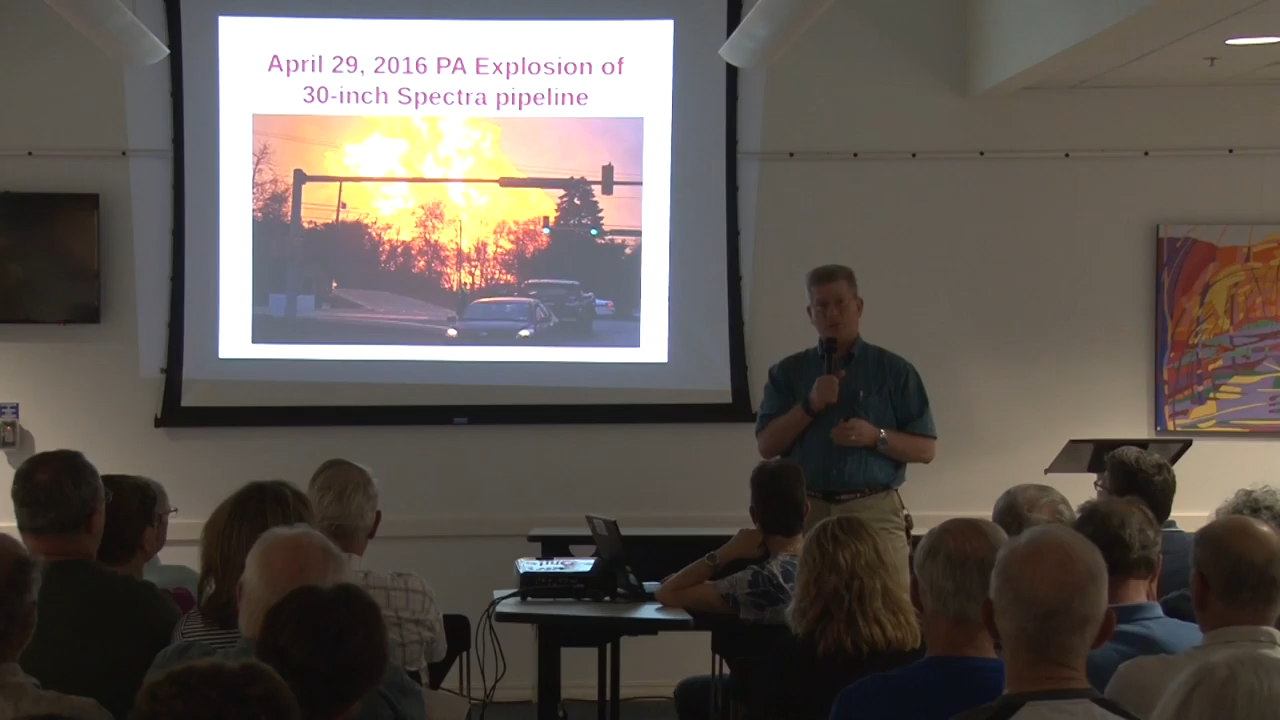 April 29, 2016 PA Explosion of
30-inch Spectra pipeline